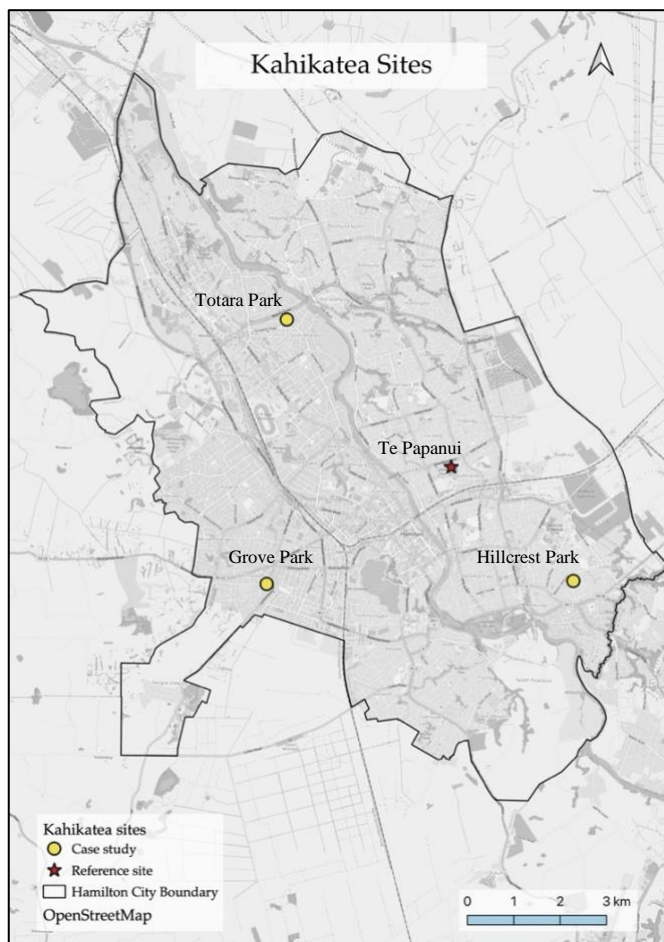 Kahikatea Sites
Totara Park
Te Papanui
Grove Park
Hillcrest Park
Kahikatea sites
Case study
Reference site
Hamilton City Boundary
OpenStreetMap
0 1 2 3 km